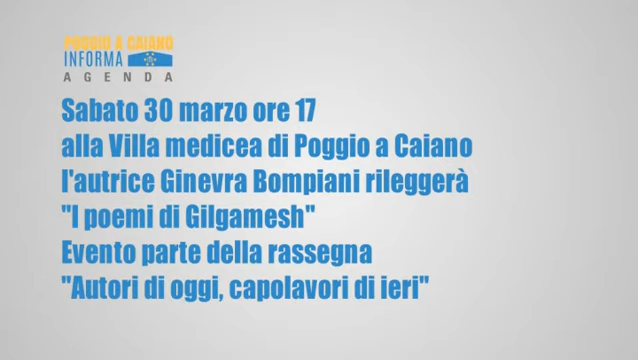 POGGIO A CAIANO
INFORMA
AGENDA
Sabato 30 marzo ore 17
alla Villa medicea di Poggio a Caiano
l'autrice Ginevra Bompiani rileggerà
"I poemi di Gilgamesh"
Evento parte della rassegna
"Autori di oggi, capolavori di ieri"